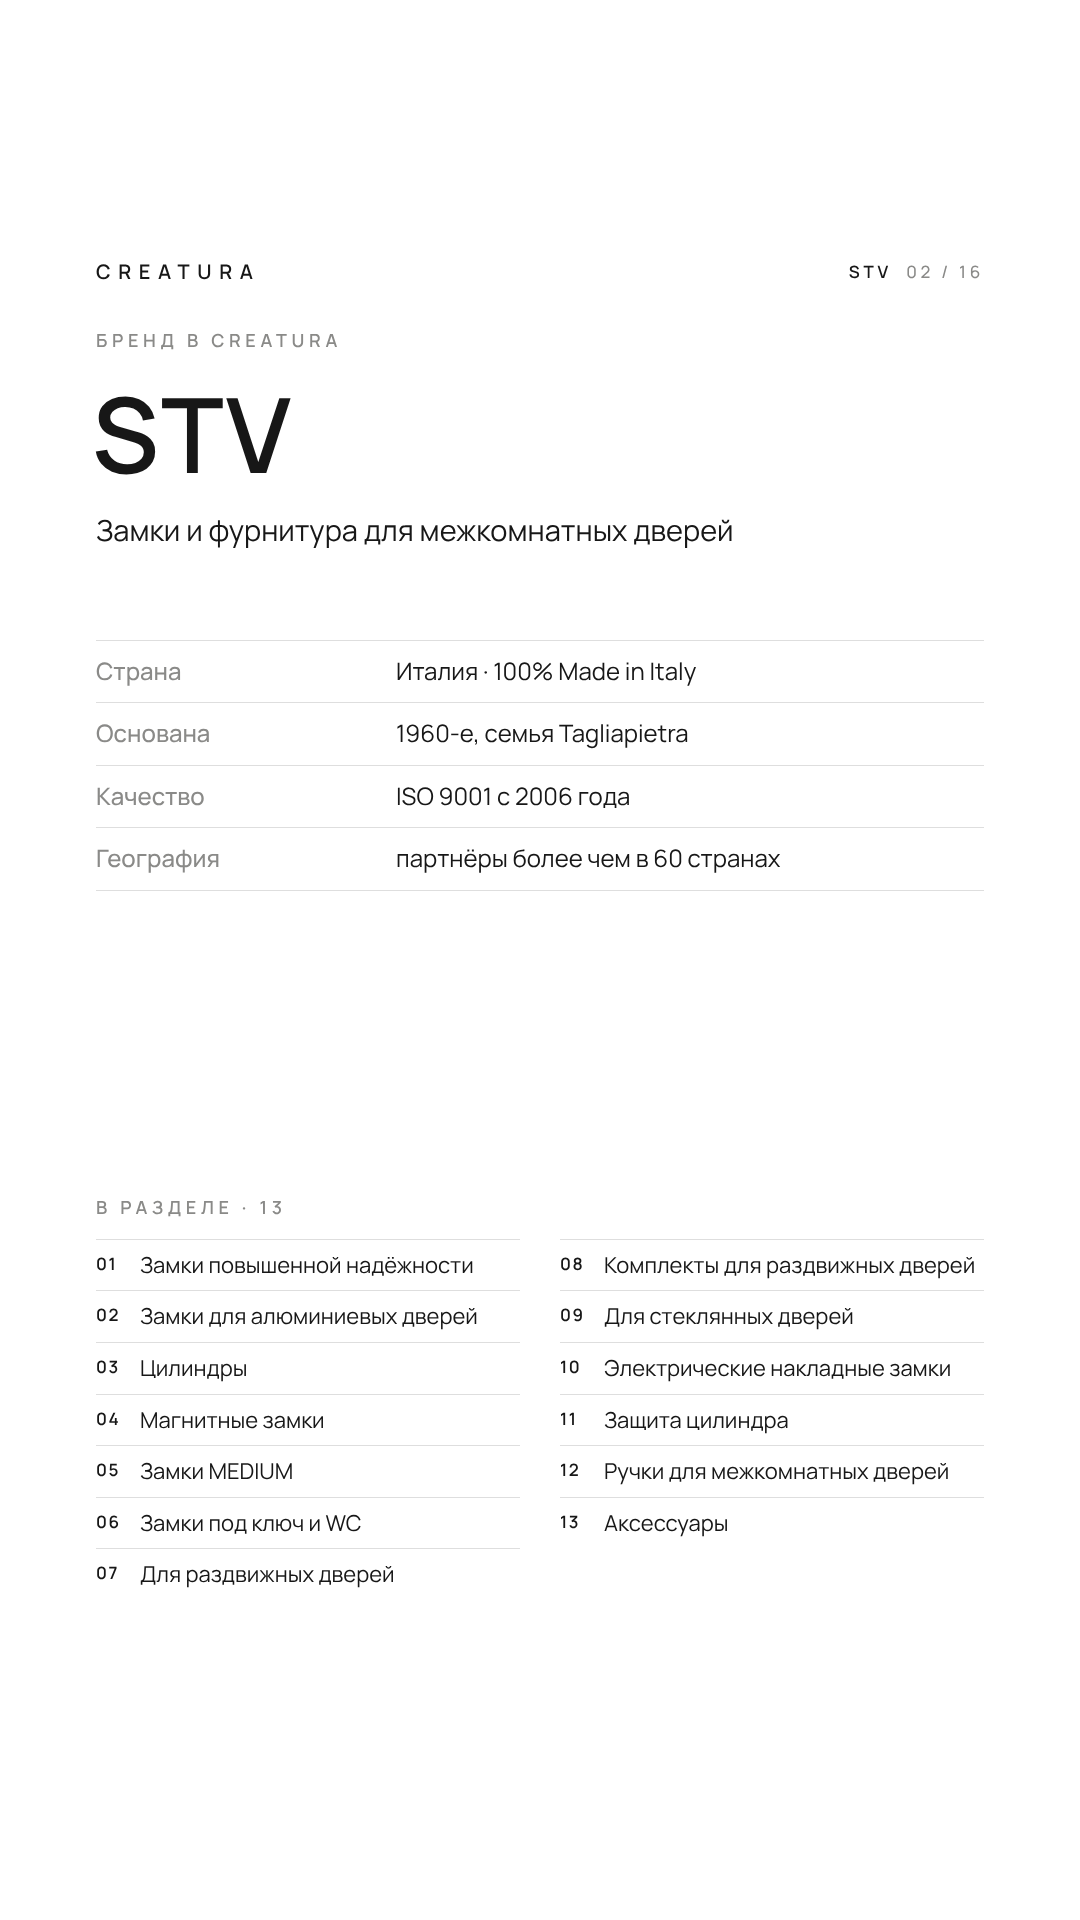 CREATURA
STV 02 / 16
БРЕНД В CREATURA
STV
Замки и фурнитура для межкомнатных дверей
Страна Италия · 100% Made in Italy
Основана 1960-е, семья Tagliapietra
Качество ISO 9001 с 2006 года
География партнёры более чем в 60 странах
В РАЗДЕЛЕ · 13
01 Замки повышенной надёжности
02 Замки для алюминиевых дверей
03 Цилиндры
04 Магнитные замки
05 Замки MEDIUM
06 Замки под ключ и WC
07 Для раздвижных дверей
08 Комплекты для раздвижных дверей
09 Для стеклянных дверей
10 Электрические накладные замки
11 Защита цилиндра
12 Ручки для межкомнатных дверей
13 Аксессуары